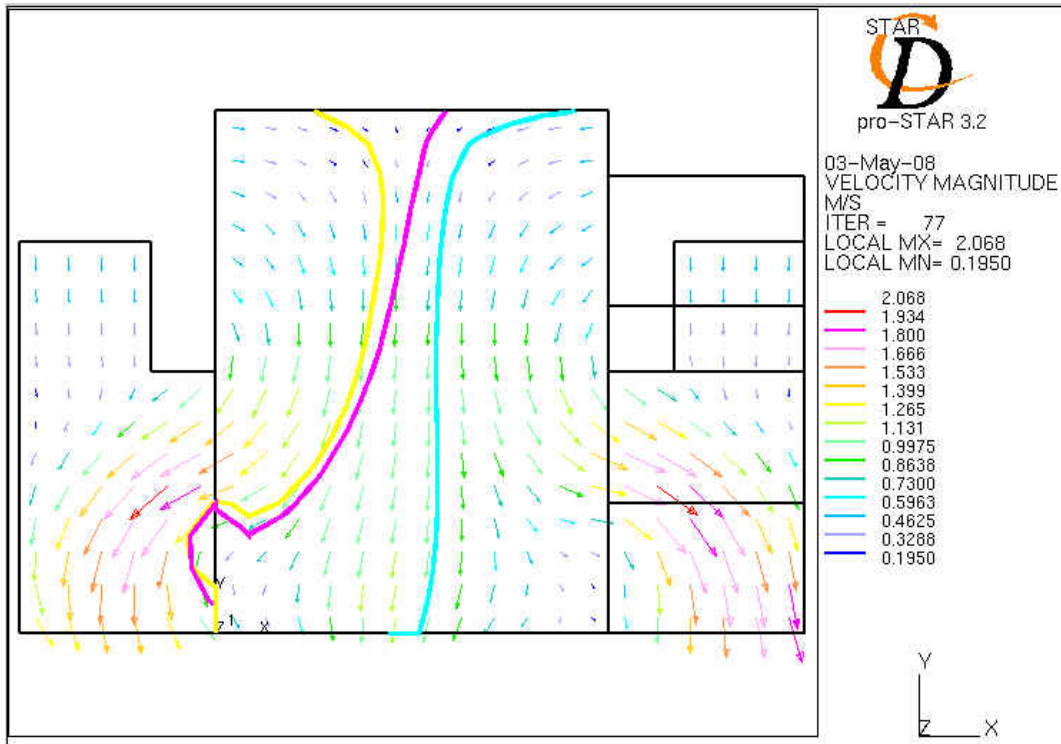 STAR
CD
pro-STAR 3.2
03-May-08
VELOCITY MAGNITUDE
M/S
ITER = 77
LOCAL MX= 2.068
LOCAL MN= 0.1950
2.068
1.934
1.800
1.666
1.533
1.399
1.265
1.131
0.9975
0.8638
0.7300
0.5963
0.4625
0.3288
0.1950
Y
Z 1 X
Y
Z X